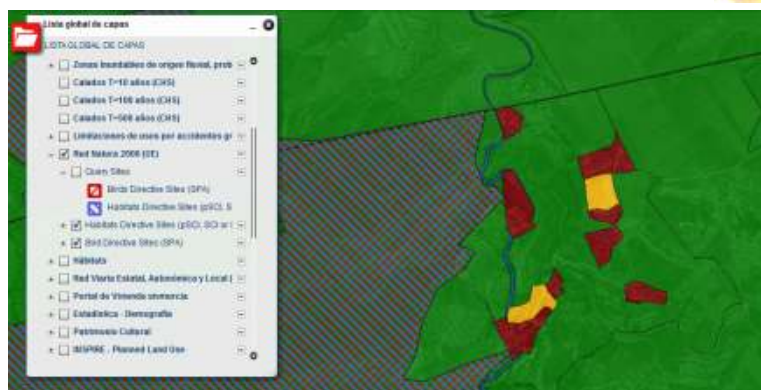 Lista global de capas
LISTA GLOBAL DE CAPAS
Zonas Inundables de origen fluvial, prob
Calados T=10 años (CHS)
Calados T=100 años (CHS)
Calados T=500 años (CHS)
Limitaciones de usos por accidentes gr
Red Natura 2000 (UE)
Query Sites
Birds Directive Sites (SPA)
Habitats Directive Sites (pSCI, S
Habitats Directive Sites (pSCI, SCI or
Bird Directive Sites (SPA)
Hábitats
Red Viaria Estatal, Autonómica y Local
Portal de Vivienda
Estadística - Demografía
Patrimonio Cultural
INSPIRE - Planned Land Use